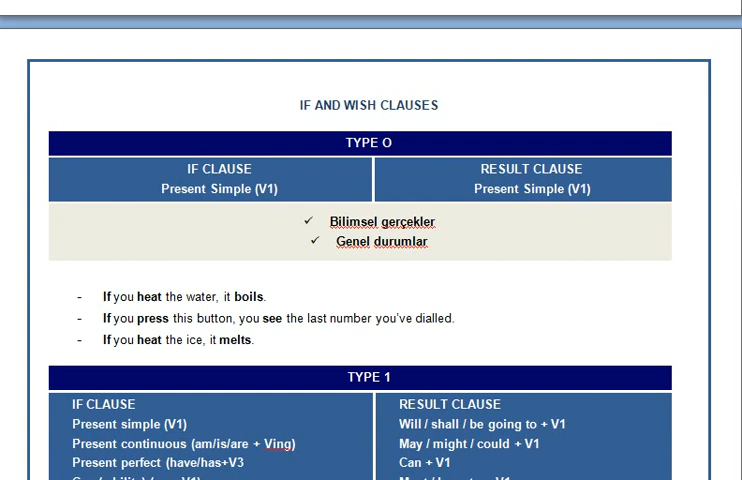 IF AND WISH CLAUSES
TYPE O
IF CLAUSE
Present Simple (V1)
RESULT CLAUSE
Present Simple (V1)
✓ Bilimsel gerçekler
✓ Genel durumlar
- If you heat the water, it boils.
- If you press this button, you see the last number you've dialled.
- If you heat the ice, it melts.
TYPE 1
IF CLAUSE
Present simple (V1)
Present continuous (am/is/are + Ving)
Present perfect (have/has+V3
RESULT CLAUSE
Will / shall / be going to + V1
May / might / could + V1
Can + V1